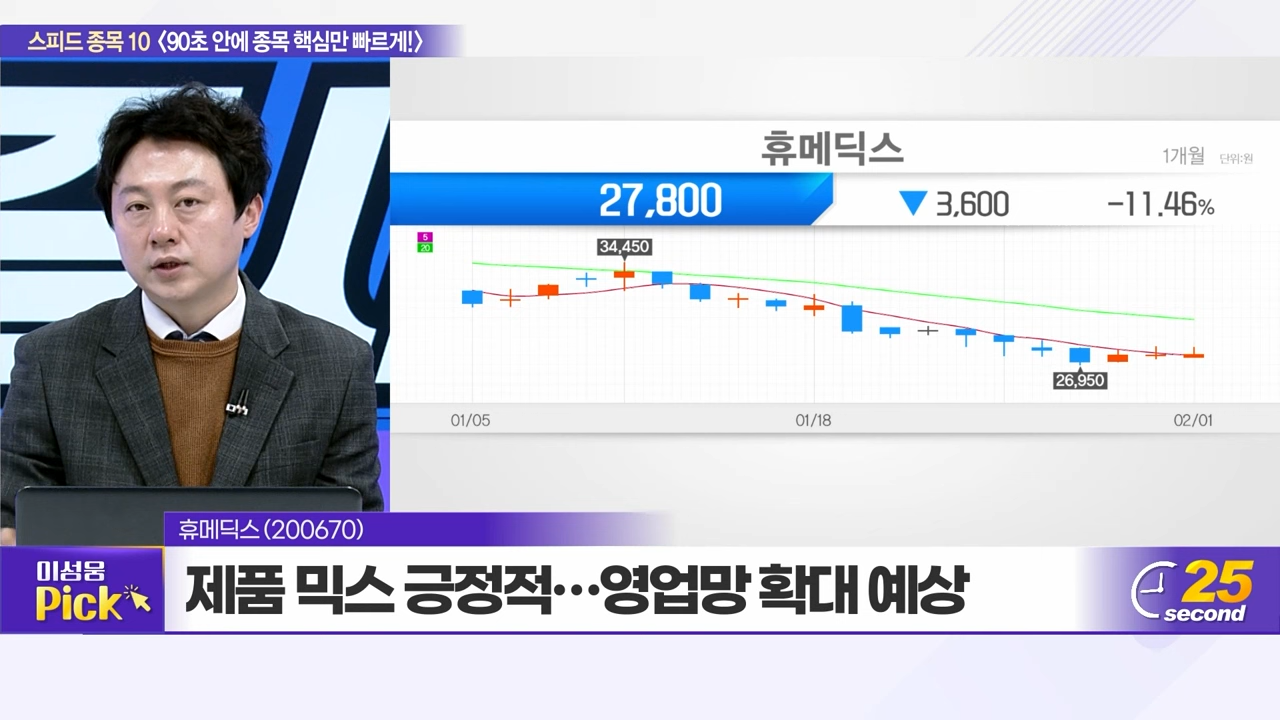 스피드 종목 10 〈90초 안에 종목 핵심만 빠르게!〉
휴메딕스
1개월 단위:원
27,800 ▼ 3,600 -11.46%
5
20
34,450
26,950
01/05 01/18 02/01
휴메딕스(200670)
이성웅
Pick
제품 믹스 긍정적…영업망 확대 예상
25
second